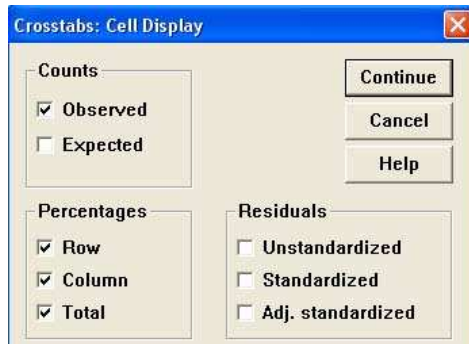 Crosstabs: Cell Display
Counts
Observed
Expected
Continue
Cancel
Help
Percentages
Row
Column
Total
Residuals
Unstandardized
Standardized
Adj. standardized